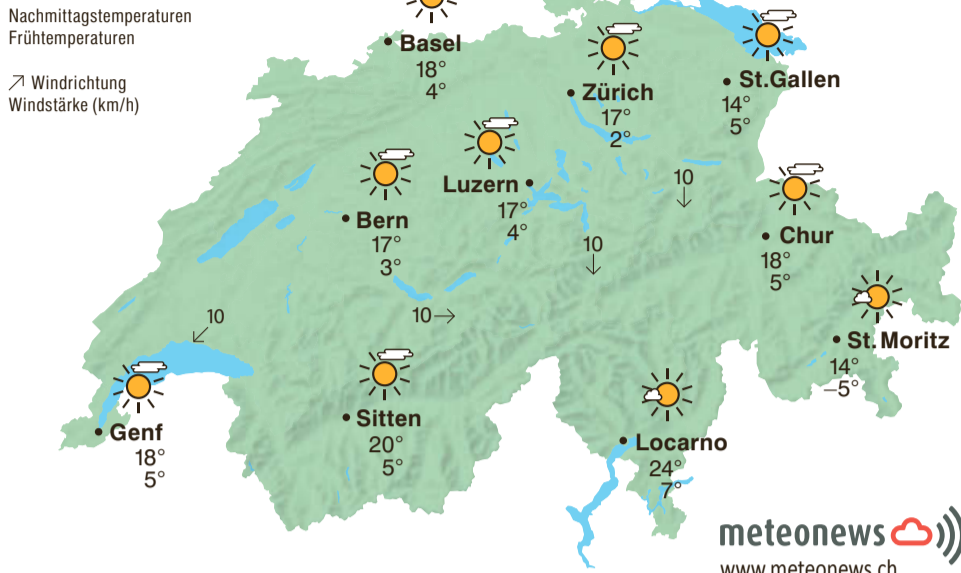 Nachmittagstemperaturen
Frühtemperaturen
↗ Windrichtung
Windstärke (km/h)
Basel
18°
4°
Zürich
17°
2°
St.Gallen
14°
5°
Luzern
17°
4°
Bern
17°
3°
10
10
Chur
18°
5°
10
10
St. Moritz
14°
–5°
Genf
18°
5°
Sitten
20°
5°
Locarno
24°
7°
meteonews
www.meteonews.ch